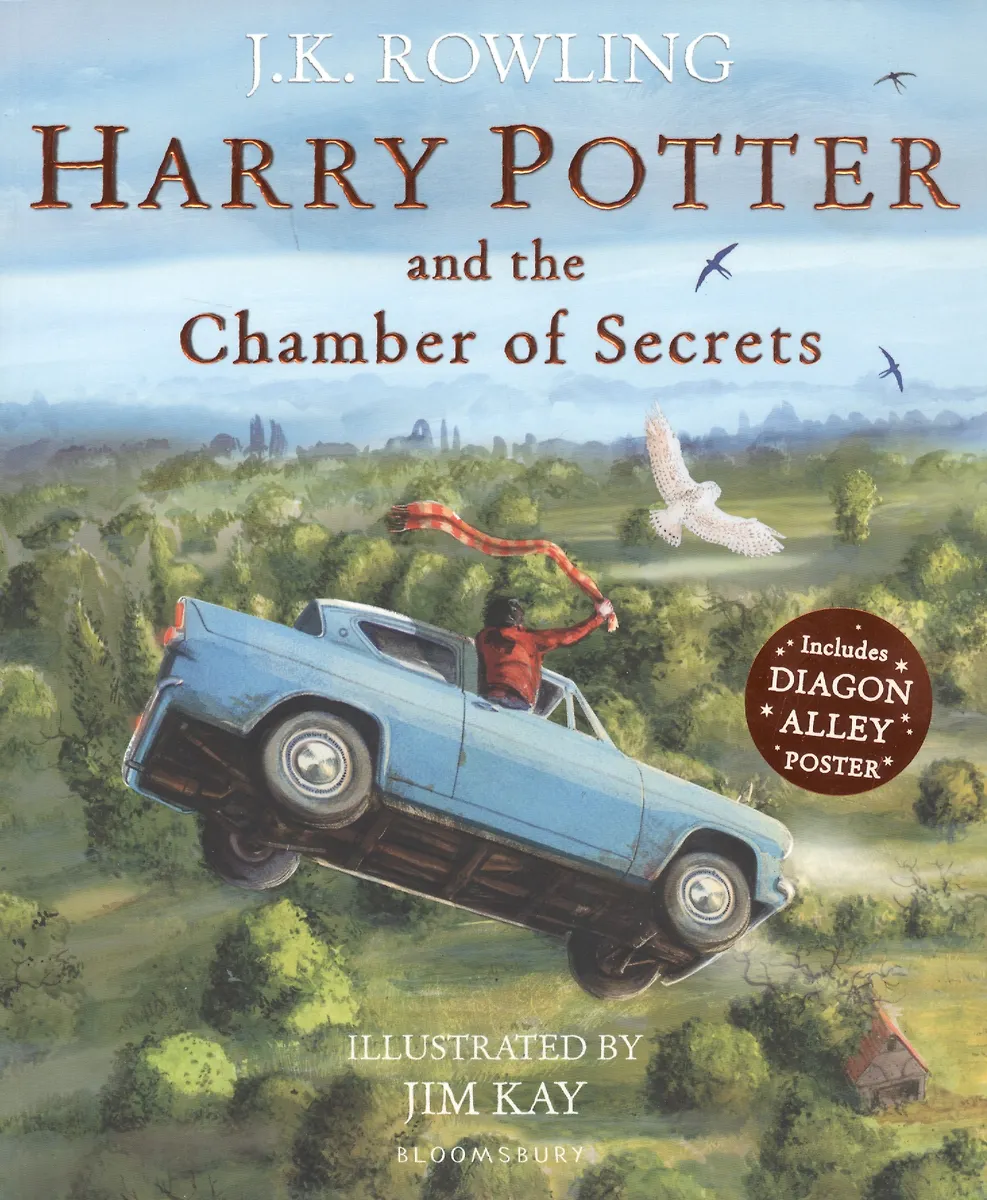 J.K. ROWLING
HARRY POTTER
and the
Chamber of Secrets
Includes
DIAGON
ALLEY
POSTER
ILLUSTRATED BY
JIM KAY
BLOOMSBURY